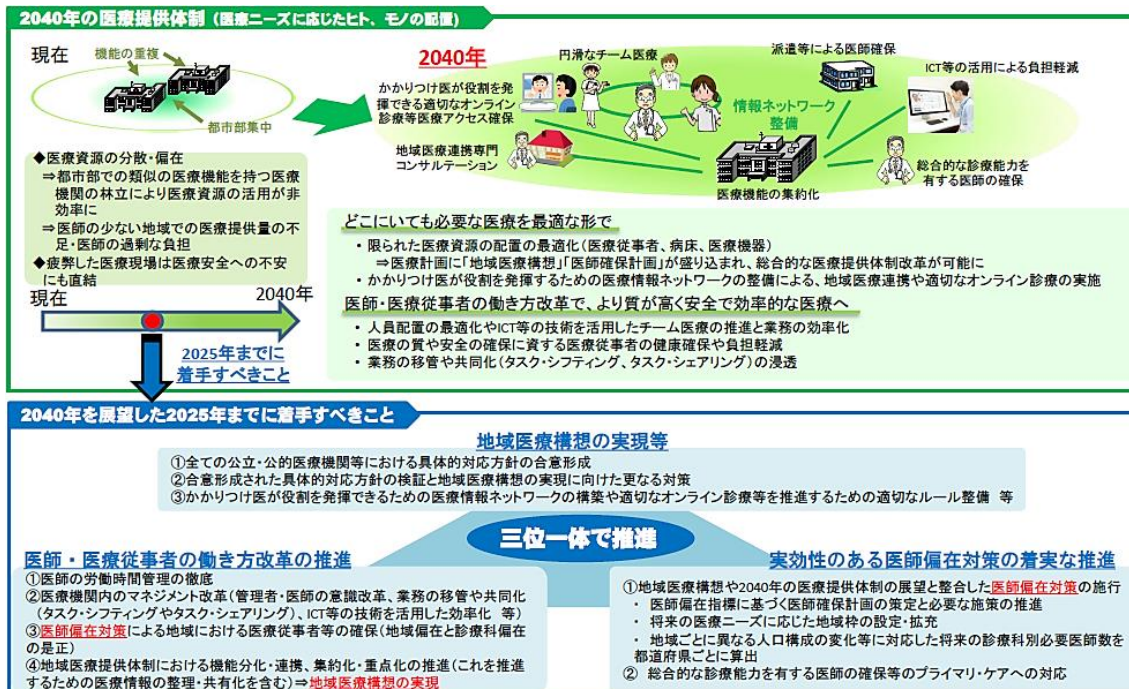 2040年の医療提供体制（医療ニーズに応じたヒト、モノの配置）
現在
機能の重複
都市部集中
◆医療資源の分散・偏在
⇒都市部での類似の医療機能を持つ医療
機関の林立により医療資源の活用が非
効率に
⇒医師の少ない地域での医療提供量の不
足・医師の過剰な負担
◆疲弊した医療現場は医療安全への不安
にも直結
2040年
円滑なチーム医療
派遣等による医師確保
かかりつけ医が役割を発
揮できる適切なオンライン
診療等医療アクセス確保
ICT等の活用による負担軽減
情報ネットワーク
整備
地域医療連携専門
コンサルテーション
医療機能の集約化
総合的な診療能力を
有する医師の確保
どこにいても必要な医療を最適な形で
・限られた医療資源の配置の最適化（医療従事者、病床、医療機器）
⇒医療計画に「地域医療構想」「医師確保計画」が盛り込まれ、総合的な医療提供体制改革が可能に
・かかりつけ医が役割を発揮するための医療情報ネットワークの整備による、地域医療連携や適切なオンライン診療の実施
医師・医療従事者の働き方改革で、より質が高く安全で効率的な医療へ
・人員配置の最適化やICT等の技術を活用したチーム医療の推進と業務の効率化
・医療の質や安全の確保に資する医療従事者の健康確保や負担軽減
・業務の移管や共同化（タスク・シフティング、タスク・シェアリング）の浸透
現在
2040年
2025年までに
着手すべきこと
2040年を展望した2025年までに着手すべきこと
地域医療構想の実現等
①全ての公立・公的医療機関等における具体的対応方針の合意形成
②合意形成された具体的対応方針の検証と地域医療構想の実現に向けた更なる対策
③かかりつけ医が役割を発揮できるための医療情報ネットワークの構築や適切なオンライン診療等を推進するための適切なルール整備 等
三位一体で推進
医師・医療従事者の働き方改革の推進
①医師の労働時間管理の徹底
②医療機関内のマネジメント改革（管理者・医師の意識改革、業務の移管や共同化
（タスク・シフティングやタスク・シェアリング）、ICT等の技術を活用した効率化 等）
③医師偏在対策による地域における医療従事者等の確保（地域偏在と診療科偏在
の是正）
④地域医療提供体制における機能分化・連携、集約化・重点化の推進（これを推進
するための医療情報の整理・共有化を含む）⇒地域医療構想の実現
実効性のある医師偏在対策の着実な推進
①地域医療構想や2040年の医療提供体制の展望と整合した医師偏在対策の施行
・ 医師偏在指標に基づく医師確保計画の策定と必要な施策の推進
・ 将来の医療ニーズに応じた地域枠の設定・拡充
・ 地域ごとに異なる人口構成の変化等に対応した将来の診療科別必要医師数を
都道府県ごとに算出
② 総合的な診療能力を有する医師の確保等のプライマリ・ケアへの対応